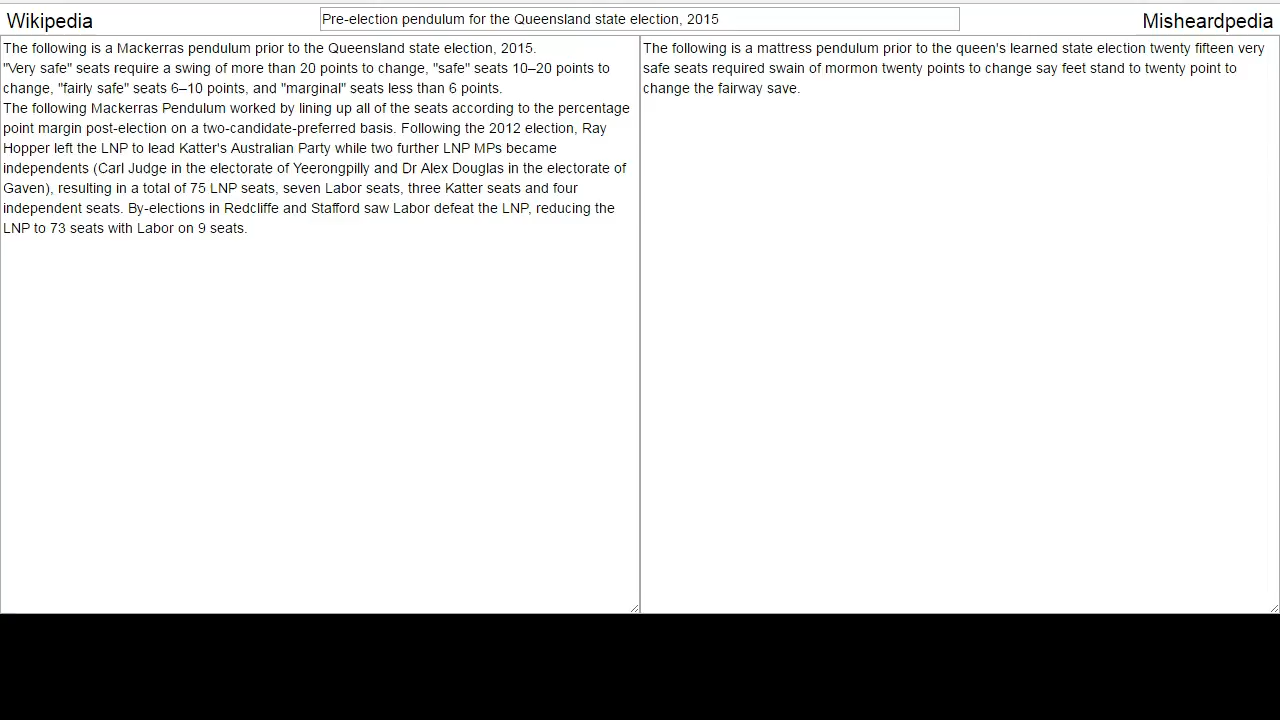 Wikipedia
Pre-election pendulum for the Queensland state election, 2015
Misheardpedia
The following is a Mackerras pendulum prior to the Queensland state election, 2015.
"Very safe" seats require a swing of more than 20 points to change, "safe" seats 10–20 points to
change, "fairly safe" seats 6–10 points, and "marginal" seats less than 6 points.
The following Mackerras Pendulum worked by lining up all of the seats according to the percentage
point margin post-election on a two-candidate-preferred basis. Following the 2012 election, Ray
Hopper left the LNP to lead Katter's Australian Party while two further LNP MPs became
independents (Carl Judge in the electorate of Yeerongpilly and Dr Alex Douglas in the electorate of
Gaven), resulting in a total of 75 LNP seats, seven Labor seats, three Katter seats and four
independent seats. By-elections in Redcliffe and Stafford saw Labor defeat the LNP, reducing the
LNP to 73 seats with Labor on 9 seats.
The following is a mattress pendulum prior to the queen's learned state election twenty fifteen very
safe seats required swain of mormon twenty points to change say feet stand to twenty point to
change the fairway save.